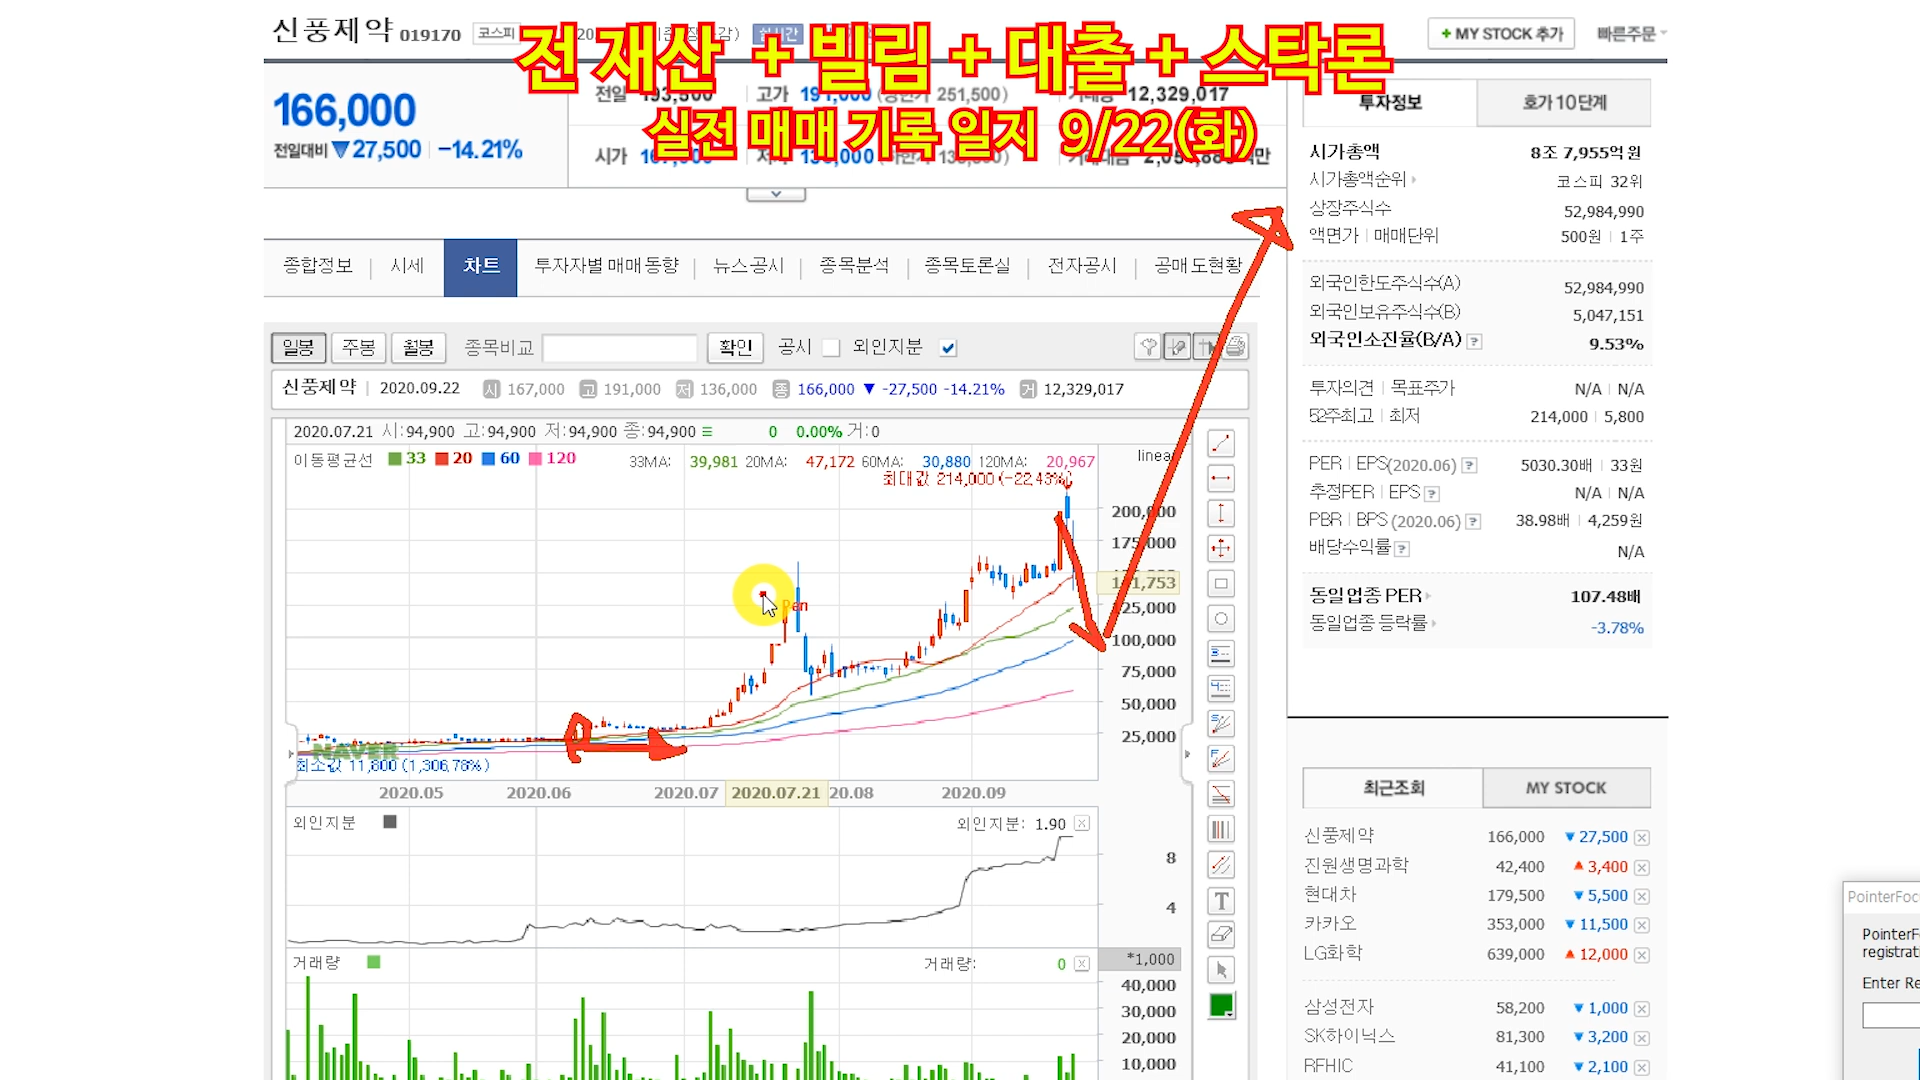 신풍제약 019170 코스피
전 재산 + 빌림 + 대출 + 스탁론
실전 매매 기록 일지 9/22(화)
+ MY STOCK 추가 빠른주문
166,000
전일대비 ▼27,500 -14.21%
전일 193,500 고가 191,000 251,500) 12,329,017
시가
종합정보 시세 차트 투자자별 매매동향 뉴스공시 종목분석 종목토론실 전자공시 공매도현황
일봉 주봉 월봉 종목비교 확인 공시 외인지분
신풍제약 2020.09.22 시 167,000 고 191,000 저 136,000 종 166,000 ▼ -27,500 -14.21% 거 12,329,017
2020.07.21 시:94,900 고:94,900 저:94,900 종:94,900 0 0.00% 거:0
이동평균선 33 20 60 120 33MA: 39,981 20MA: 47,172 60MA: 30,880 120MA: 20,967
linear
최대값 214,000 (-22.43%)
200,000
175,000
25,000
100,000
75,000
50,000
25,000
Pen
NAVER
최소값 11,800 (1,306.78%)
2020.05 2020.06 2020.07 2020.07.21 20.08 2020.09
외인지분 외인지분: 1.90
8
4
거래량 거래량: 0 *1,000
40,000
30,000
20,000
10,000
투자정보 호가10단계
시가총액 8조 7,955억원
시가총액순위 코스피 32위
상장주식수 52,984,990
액면가 매매단위 500원 1주
외국인한도주식수(A) 52,984,990
외국인보유주식수(B) 5,047,151
외국인소진율(B/A) 9.53%
투자의견 목표주가 N/A N/A
52주최고 최저 214,000 5,800
PER EPS(2020.06) 5030.30배 33원
추정PER EPS N/A N/A
PBR BPS(2020.06) 38.98배 4,259원
배당수익률 N/A
동일업종 PER 107.48배
동일업종 등락률 -3.78%
최근조회 MY STOCK
신풍제약 166,000 ▼27,500
진원생명과학 42,400 ▲3,400
현대차 179,500 ▼5,500
카카오 353,000 ▼11,500
LG화학 639,000 ▲12,000
삼성전자 58,200 ▼1,000
SK하이닉스 81,300 ▼3,200
RFHIC 41,100 ▼2,100
PointerFoc
PointerFo
registrati
Enter Re